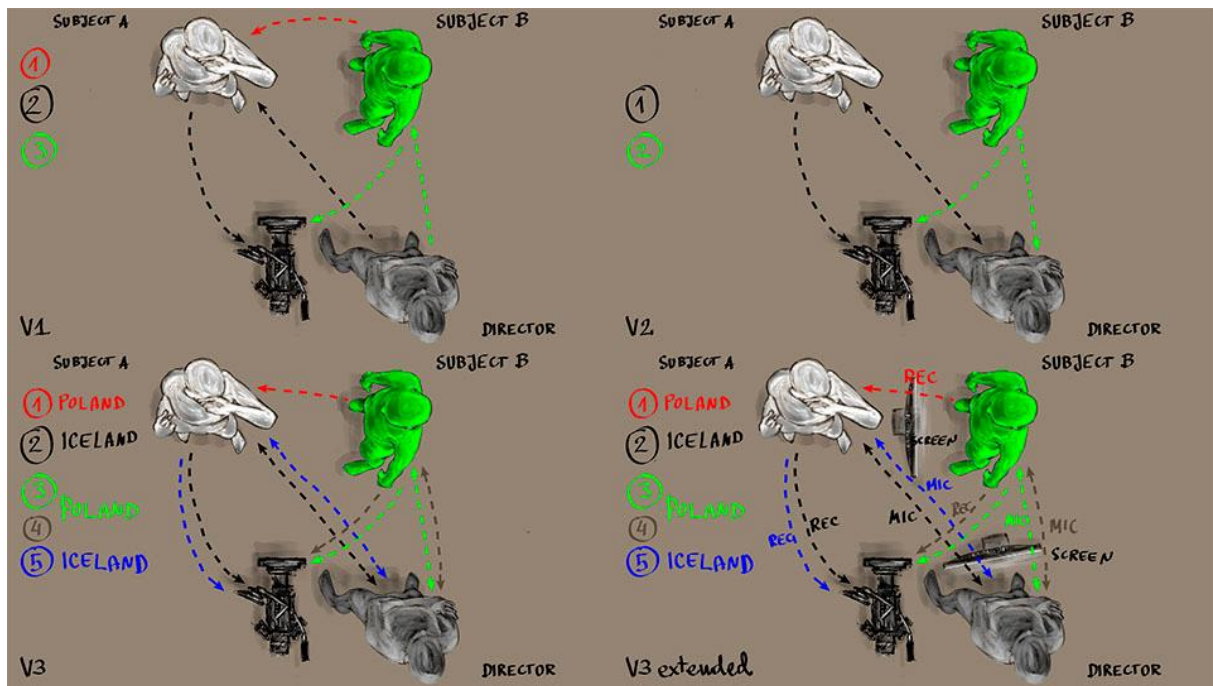 SUBJECT A
SUBJECT B
1
2
3
V1
DIRECTOR
SUBJECT A
SUBJECT B
1
2
V2
DIRECTOR
SUBJECT A
SUBJECT B
1 POLAND
2 ICELAND
3 POLAND
4
5 ICELAND
V3
DIRECTOR
SUBJECT A
SUBJECT B
REC
1 POLAND
2 ICELAND
SCREEN
3 POLAND
MIC
REC
MIC
REC
MIC
MIC
4
5 ICELAND
REC
SCREEN
V3 extended
DIRECTOR